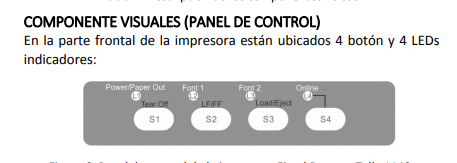 COMPONENTE VISUALES (PANEL DE CONTROL)
En la parte frontal de la impresora están ubicados 4 botón y 4 LEDs
indicadores:
Power/Paper Out Font 1 Font 2 Online
L1 L2 L3 L4
Tear Off LF/FF Load/Eject
S1 S2 S3 S4